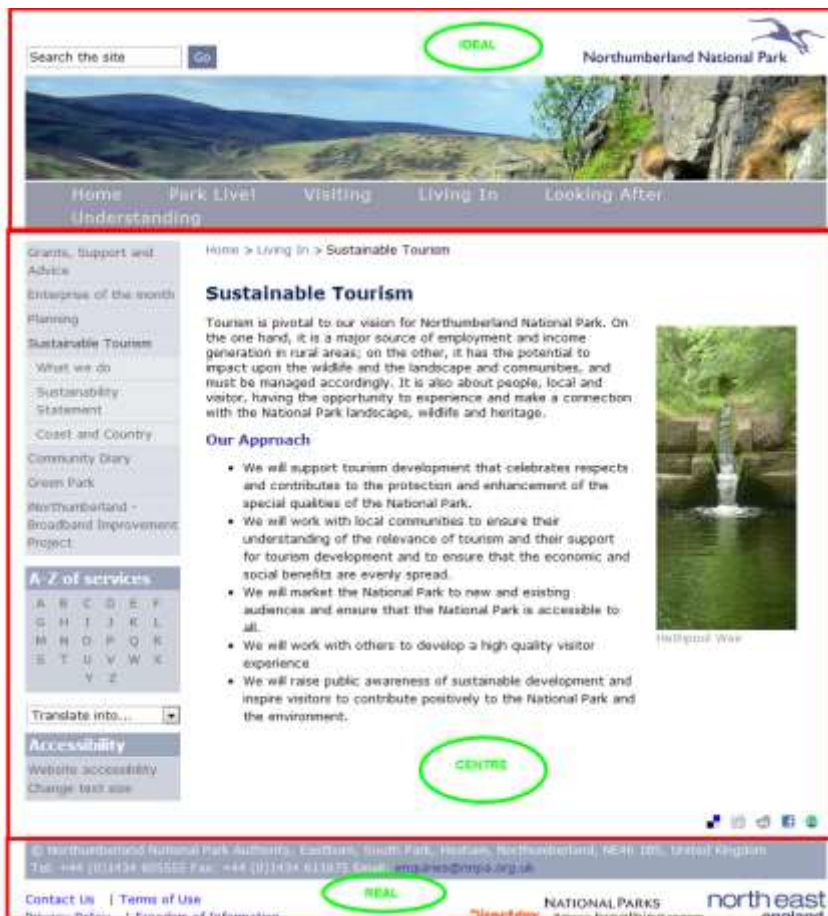 IDEAL
Search the site
Go
Northumberland National Park
Home Park Live! Visiting Living In Looking After
Understanding
Grants, Support and
Advice
Enterprise of the month
Planning
Sustainable Tourism
What we do
Sustainability
Statement
Coast and Country
Community Diary
Green Park
iNorthumberland -
Broadband Improvement
Project
A-Z of services
A B C D E F
G H I J K L
M N O P Q R
S T U V W X
Y Z
Translate into...
Accessibility
Website accessibility
Change text size
Home > Living In > Sustainable Tourism
Sustainable Tourism
Tourism is pivotal to our vision for Northumberland National Park. On
the one hand, it is a major source of employment and income
generation in rural areas; on the other, it has the potential to
impact upon the wildlife and the landscape and communities, and
must be managed accordingly. It is also about people, local and
visitor, having the opportunity to experience and make a connection
with the National Park landscape, wildlife and heritage.
Our Approach
• We will support tourism development that celebrates respects
and contributes to the protection and enhancement of the
special qualities of the National Park.
• We will work with local communities to ensure their
understanding of the relevance of tourism and their support
for tourism development and to ensure that the economic and
social benefits are evenly spread.
• We will market the National Park to new and existing
audiences and ensure that the National Park is accessible to
all.
• We will work with others to develop a high quality visitor
experience
• We will raise public awareness of sustainable development and
inspire visitors to contribute positively to the National Park and
the environment.
Hethpool Weir
CENTRE
© Northumberland National Park Authority, Eastburn, South Park, Hexham, Northumberland, NE46 1BS, United Kingdom
Tel: +44 (0)1434 605555 Fax: +44 (0)1434 Email: enquiries@nnpa.org.uk
REAL
Contact Us | Terms of Use
Privacy Policy | Freedom of Information
Directgov
NATIONAL PARKS
north east
england